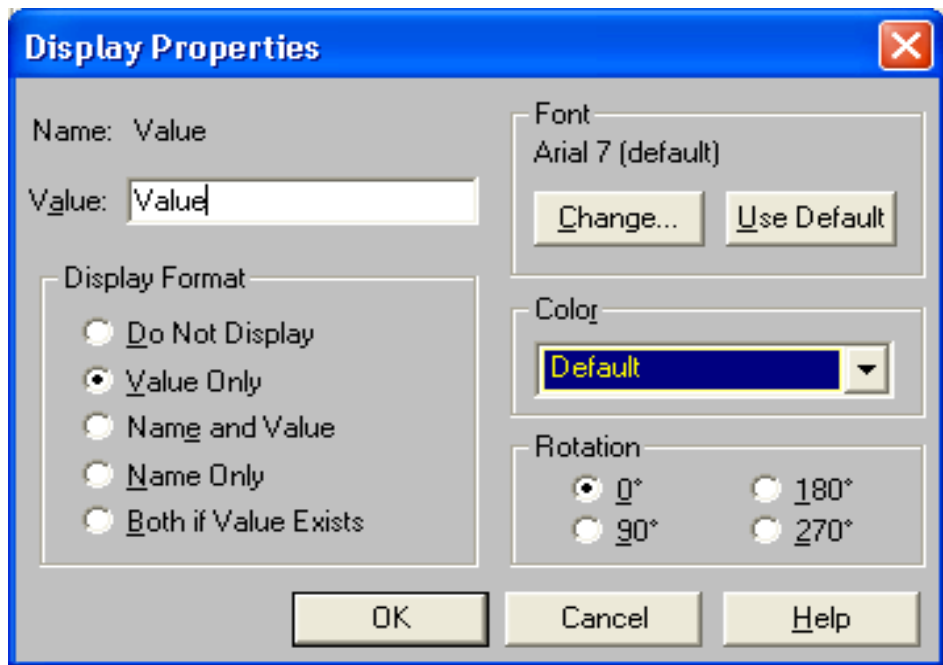 Display Properties
Name: Value
Value: Value
Display Format
Do Not Display
Value Only
Name and Value
Name Only
Both if Value Exists
Font
Arial 7 (default)
Change... Use Default
Color
Default
Rotation
0° 180°
90° 270°
OK Cancel Help